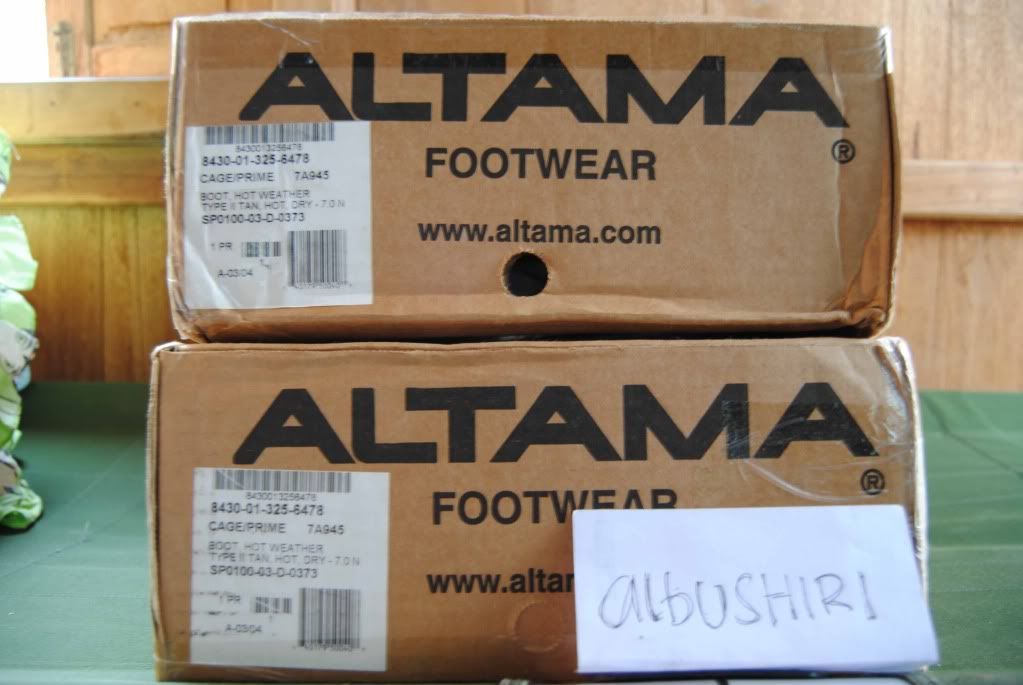 ALTAMA
®
FOOTWEAR
www.altama.com
8430013256478
8430-01-325-6478
CAGE/PRIME 7A945
BOOT, HOT WEATHER
TYPE II TAN, HOT, DRY - 7.0 N
SP0100-03-D-0373
1 PR
A-03/04
ALTAMA
®
FOOTWEAR
www.altam
8430013256478
8430-01-325-6478
CAGE/PRIME 7A945
BOOT, HOT WEATHER
TYPE II TAN, HOT, DRY - 7.0 N
SP0100-03-D-0373
1 PR
A-03/04
albUSHIRI